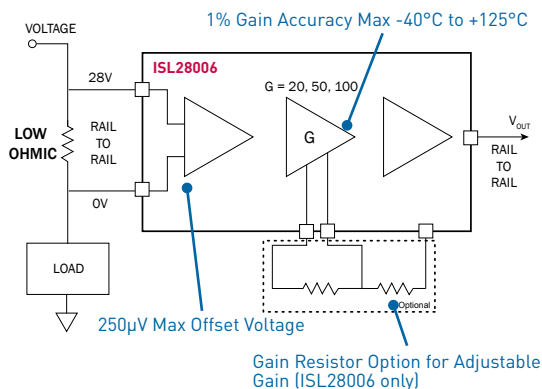 1% Gain Accuracy Max -40°C to +125°C
VOLTAGE
ISL28006
28V
G = 20, 50, 100
LOW
OHMIC
RAIL
TO
RAIL
G
VOUT
RAIL
TO
RAIL
0V
LOAD
Optional
250µV Max Offset Voltage
Gain Resistor Option for Adjustable
Gain (ISL28006 only)